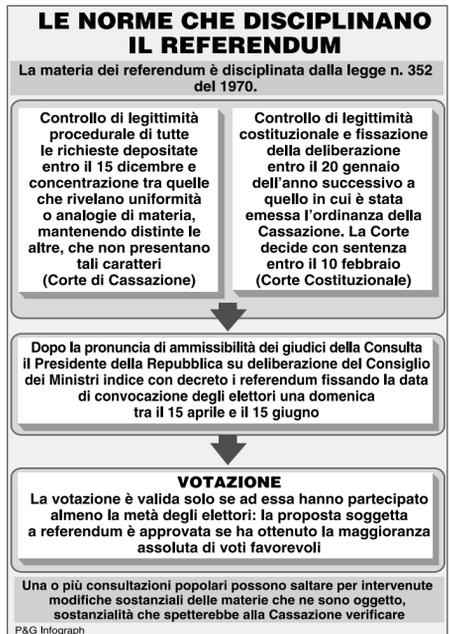 LE NORME CHE DISCIPLINANO
IL REFERENDUM
La materia dei referendum è disciplinata dalla legge n. 352
del 1970.
Controllo di legittimità
procedurale di tutte
le richieste depositate
entro il 15 dicembre e
concentrazione tra quelle
che rivelano uniformità
o analogie di materia,
mantenendo distinte le
altre, che non presentano
tali caratteri
(Corte di Cassazione)
Controllo di legittimità
costituzionale e fissazione
della deliberazione
entro il 20 gennaio
dell'anno successivo a
quello in cui è stata
emessa l'ordinanza della
Cassazione. La Corte
decide con sentenza
entro il 10 febbraio
(Corte Costituzionale)
Dopo la pronuncia di ammissibilità dei giudici della Consulta
il Presidente della Repubblica su deliberazione del Consiglio
dei Ministri indice con decreto i referendum fissando la data
di convocazione degli elettori una domenica
tra il 15 aprile e il 15 giugno
VOTAZIONE
La votazione è valida solo se ad essa hanno partecipato
almeno la metà degli elettori: la proposta soggetta
a referendum è approvata se ha ottenuto la maggioranza
assoluta di voti favorevoli
Una o più consultazioni popolari possono saltare per intervenute
modifiche sostanziali delle materie che ne sono oggetto,
sostanzialità che spetterebbe alla Cassazione verificare
P&G Infograph